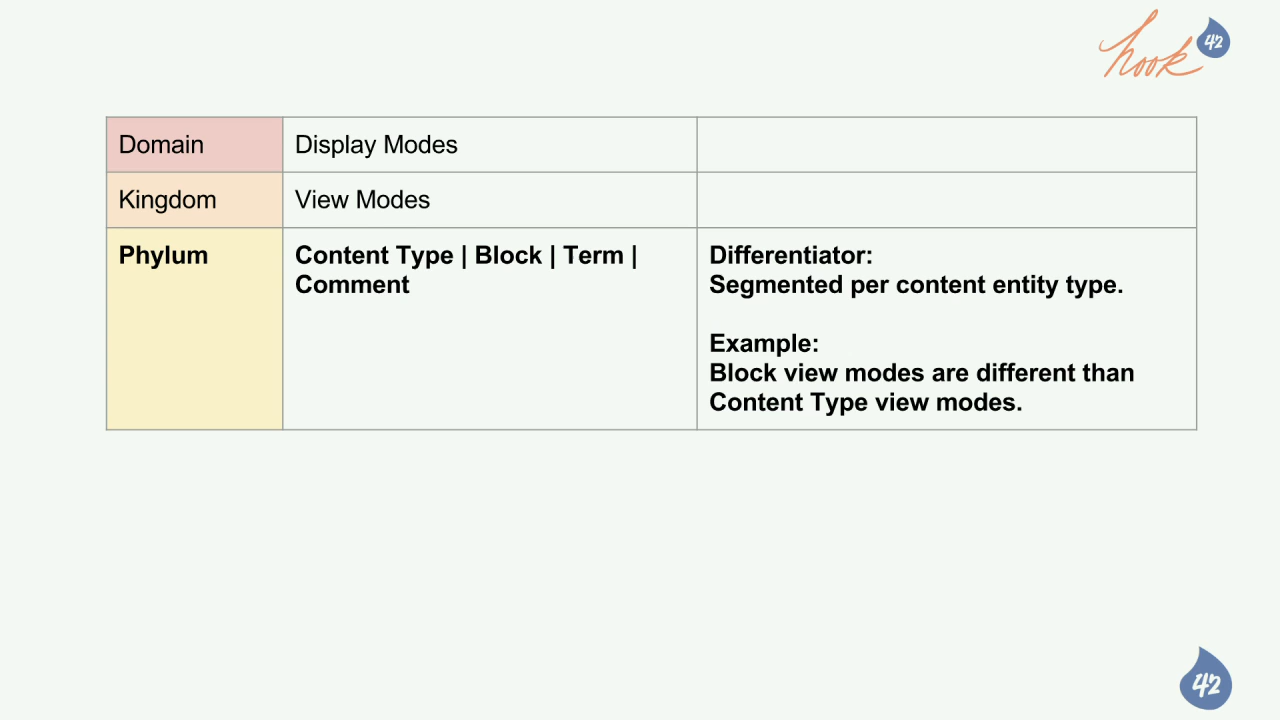 hook 42
Domain
Display Modes
Kingdom
View Modes
Phylum
Content Type | Block | Term |
Comment
Differentiator:
Segmented per content entity type.
Example:
Block view modes are different than
Content Type view modes.
42